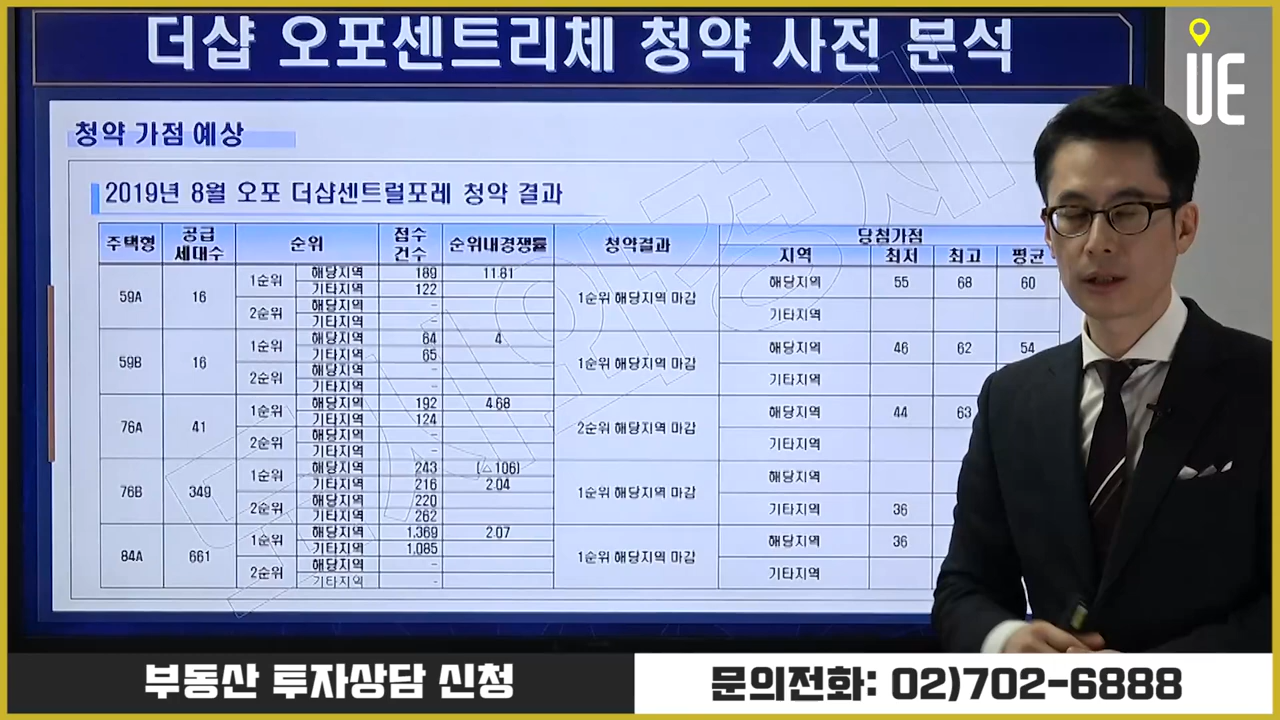 더샵 오포센트리체 청약 사전 분석
UE
청약 가점 예상
2019년 8월 오포 더샵센트럴포레 청약 결과
주택형 공급 세대수 순위 접수 건수 순위내경쟁률 청약결과 당첨가점
지역 최저 최고 평균
59A 16 1순위 해당지역 189 11.81 1순위 해당지역 마감 해당지역 55 68 60
기타지역 122
2순위 해당지역 - 기타지역
기타지역 -
59B 16 1순위 해당지역 64 4 1순위 해당지역 마감 해당지역 46 62 54
기타지역 65
2순위 해당지역 - 기타지역
기타지역 -
76A 41 1순위 해당지역 192 4.68 2순위 해당지역 마감 해당지역 44 63
기타지역 124
2순위 해당지역 - 기타지역
기타지역 -
76B 349 1순위 해당지역 243 (△106) 1순위 해당지역 마감 해당지역
기타지역 216 2.04
2순위 해당지역 220 기타지역 36
기타지역 262
84A 661 1순위 해당지역 1,369 2.07 1순위 해당지역 마감 해당지역 36
기타지역 1,085
2순위 해당지역 - 기타지역
기타지역 -
부동산 투자상담 신청
문의전화: 02)702-6888